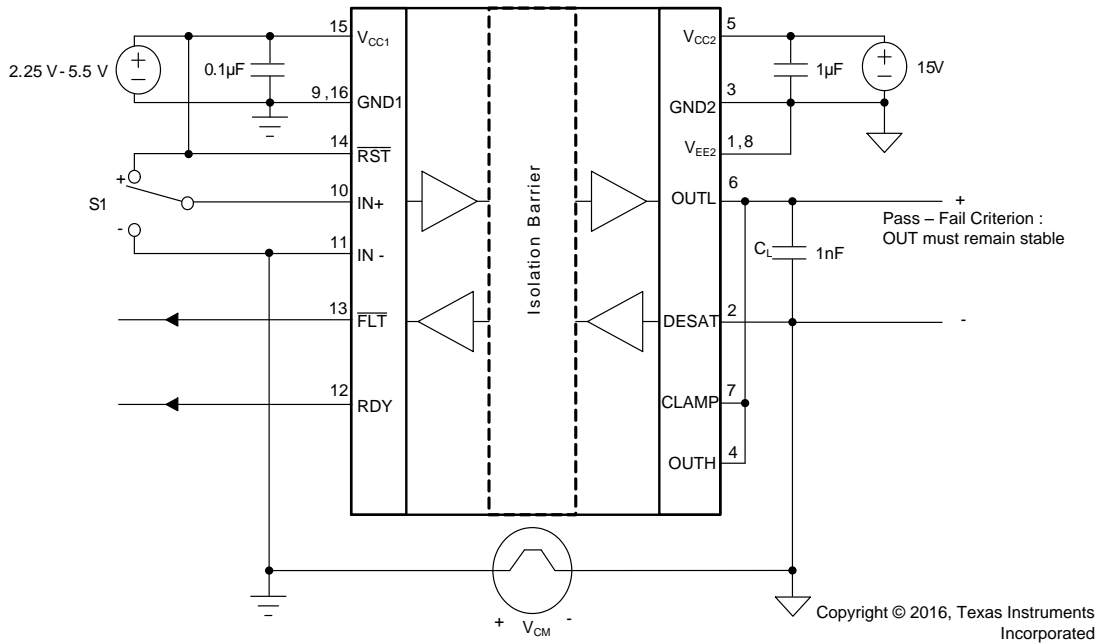 15
VCC1
2.25 V - 5.5 V
+
−
0.1µF
9 ,16
GND1
14
RST
+
S1
-
10
IN+
11
IN -
13
FLT
12
RDY
Isolation Barrier
5
VCC2
1µF
+
−
15V
3
GND2
VEE2
1 , 8
6
OUTL
+
Pass – Fail Criterion :
OUT must remain stable
CL
1nF
2
DESAT
-
7
CLAMP
4
OUTH
+ VCM -
Copyright © 2016, Texas Instruments
Incorporated